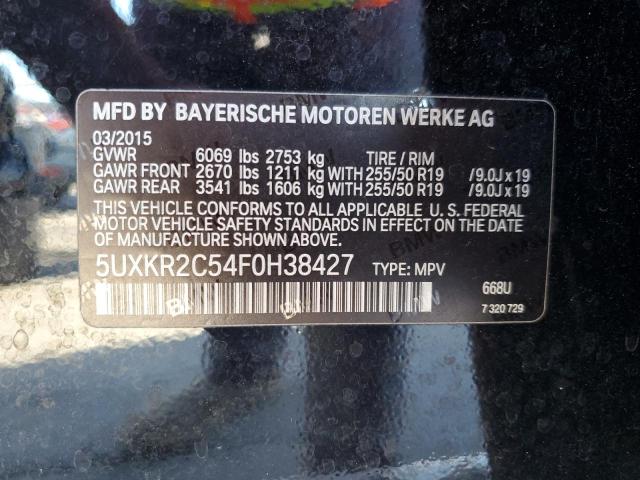 MFD BY BAYERISCHE MOTOREN WERKE AG
03/2015
GVWR 6069 lbs 2753 kg TIRE / RIM
GAWR FRONT 2670 lbs 1211 kg WITH 255/50 R19 /9.0J x 19
GAWR REAR 3541 lbs 1606 kg WITH 255/50 R19 /9.0J x 19
THIS VEHICLE CONFORMS TO ALL APPLICABLE U. S. FEDERAL
MOTOR VEHICLE SAFETY STANDARDS IN EFFECT ON THE DATE
OF MANUFACTURE SHOWN ABOVE.
5UXKR2C54F0H38427 TYPE: MPV 668U
7 320 729